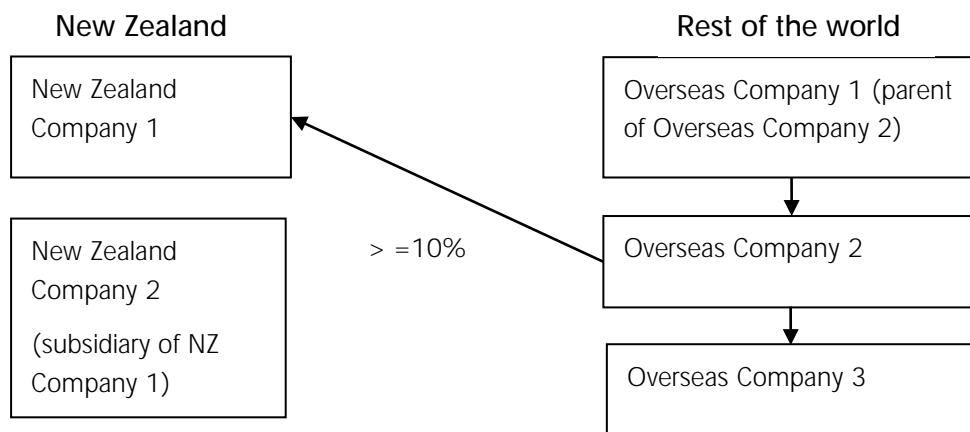 New Zealand
Rest of the world
New Zealand
Company 1
Overseas Company 1 (parent
of Overseas Company 2)
New Zealand
Company 2
(subsidiary of NZ
Company 1)
> =10%
Overseas Company 2
Overseas Company 3